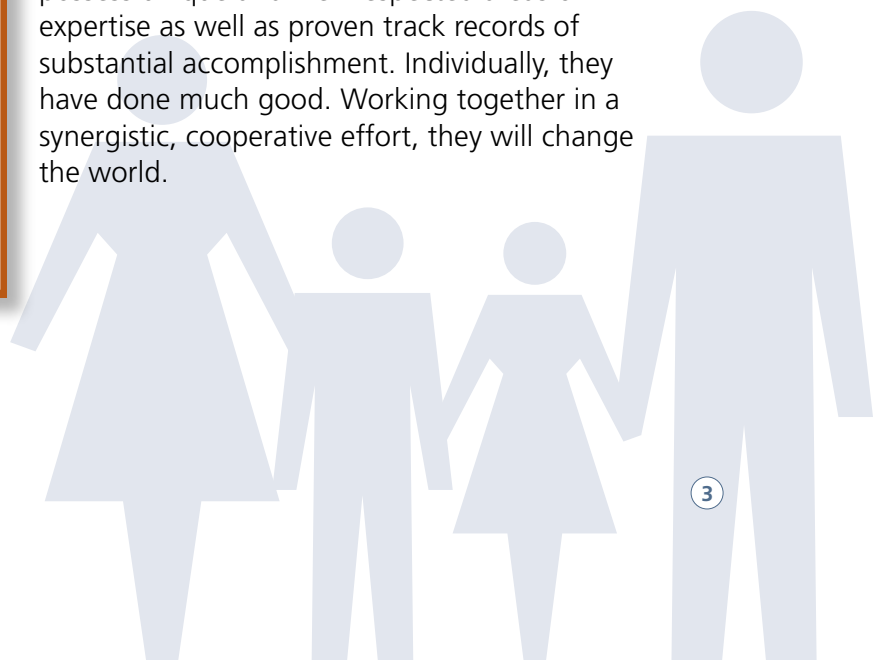 expertise as well as proven track records of
substantial accomplishment. Individually, they
have done much good. Working together in a
synergistic, cooperative effort, they will change
the world.
3